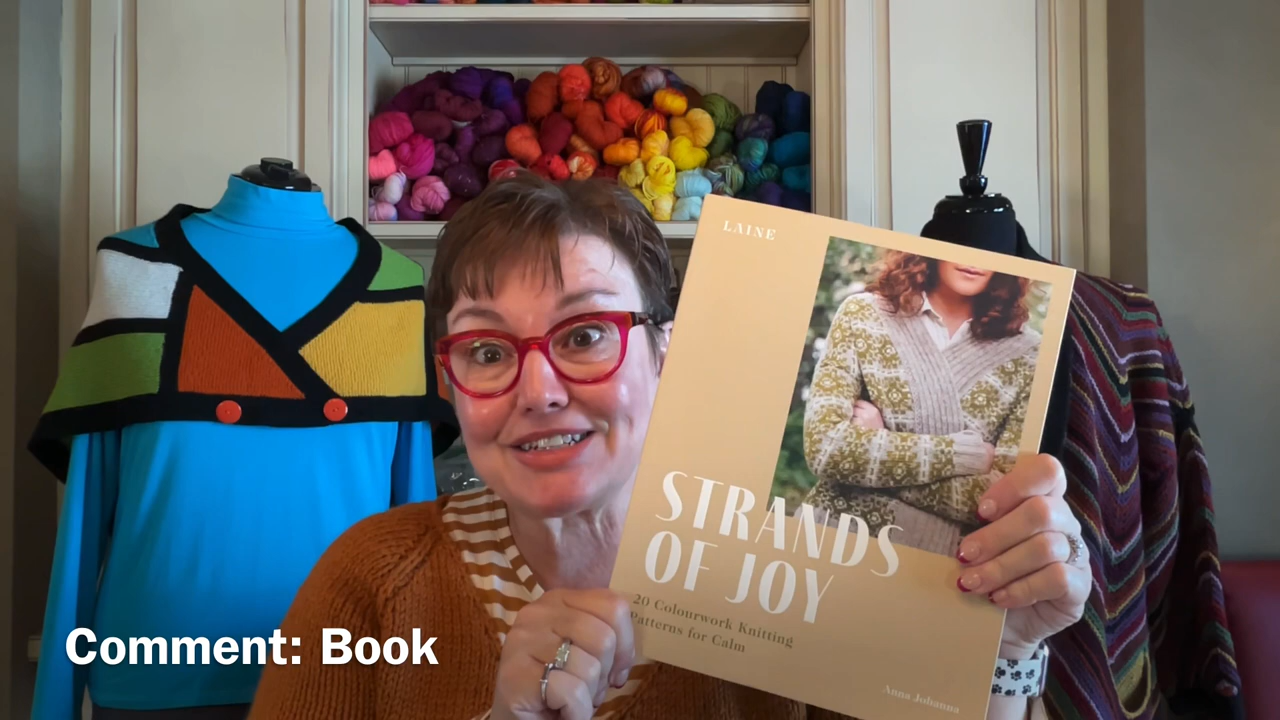 LAINE
STRANDS
OF JOY
20 Colourwork Knitting
Patterns for Calm
Anna Johanna
Comment: Book